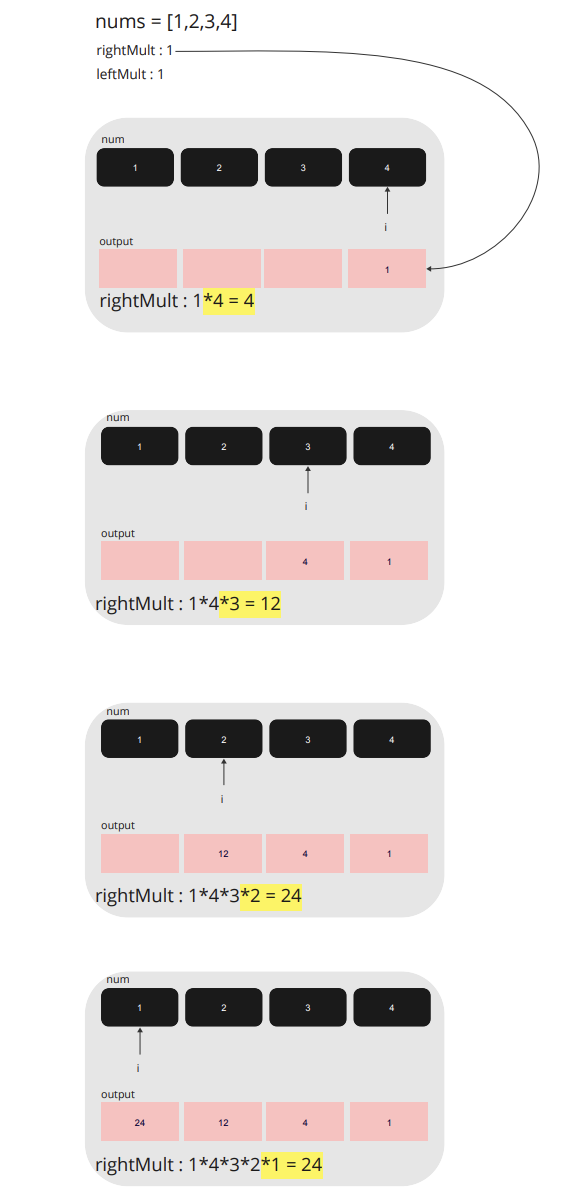 nums = [1,2,3,4]
rightMult : 1
leftMult : 1
num
1 2 3 4
i
output
1
rightMult : 1*4 = 4
num
1 2 3 4
i
output
4 1
rightMult : 1*4*3 = 12
num
1 2 3 4
i
output
12 4 1
rightMult : 1*4*3*2 = 24
num
1 2 3 4
i
output
24 12 4 1
rightMult : 1*4*3*2*1 = 24